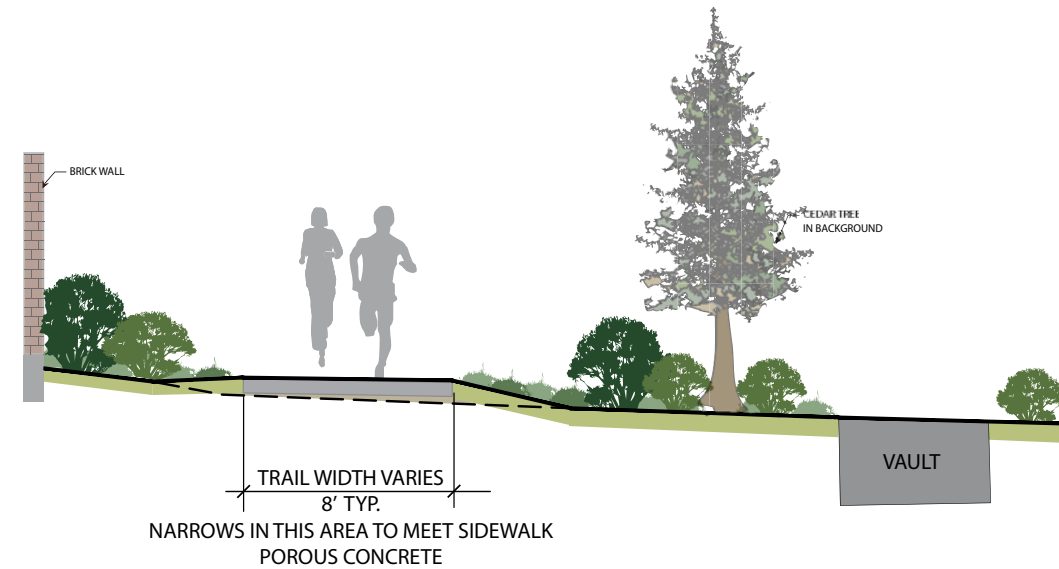 BRICK WALL
CEDAR TREE
IN BACKGROUND
VAULT
TRAIL WIDTH VARIES
8’ TYP.
NARROWS IN THIS AREA TO MEET SIDEWALK
POROUS CONCRETE